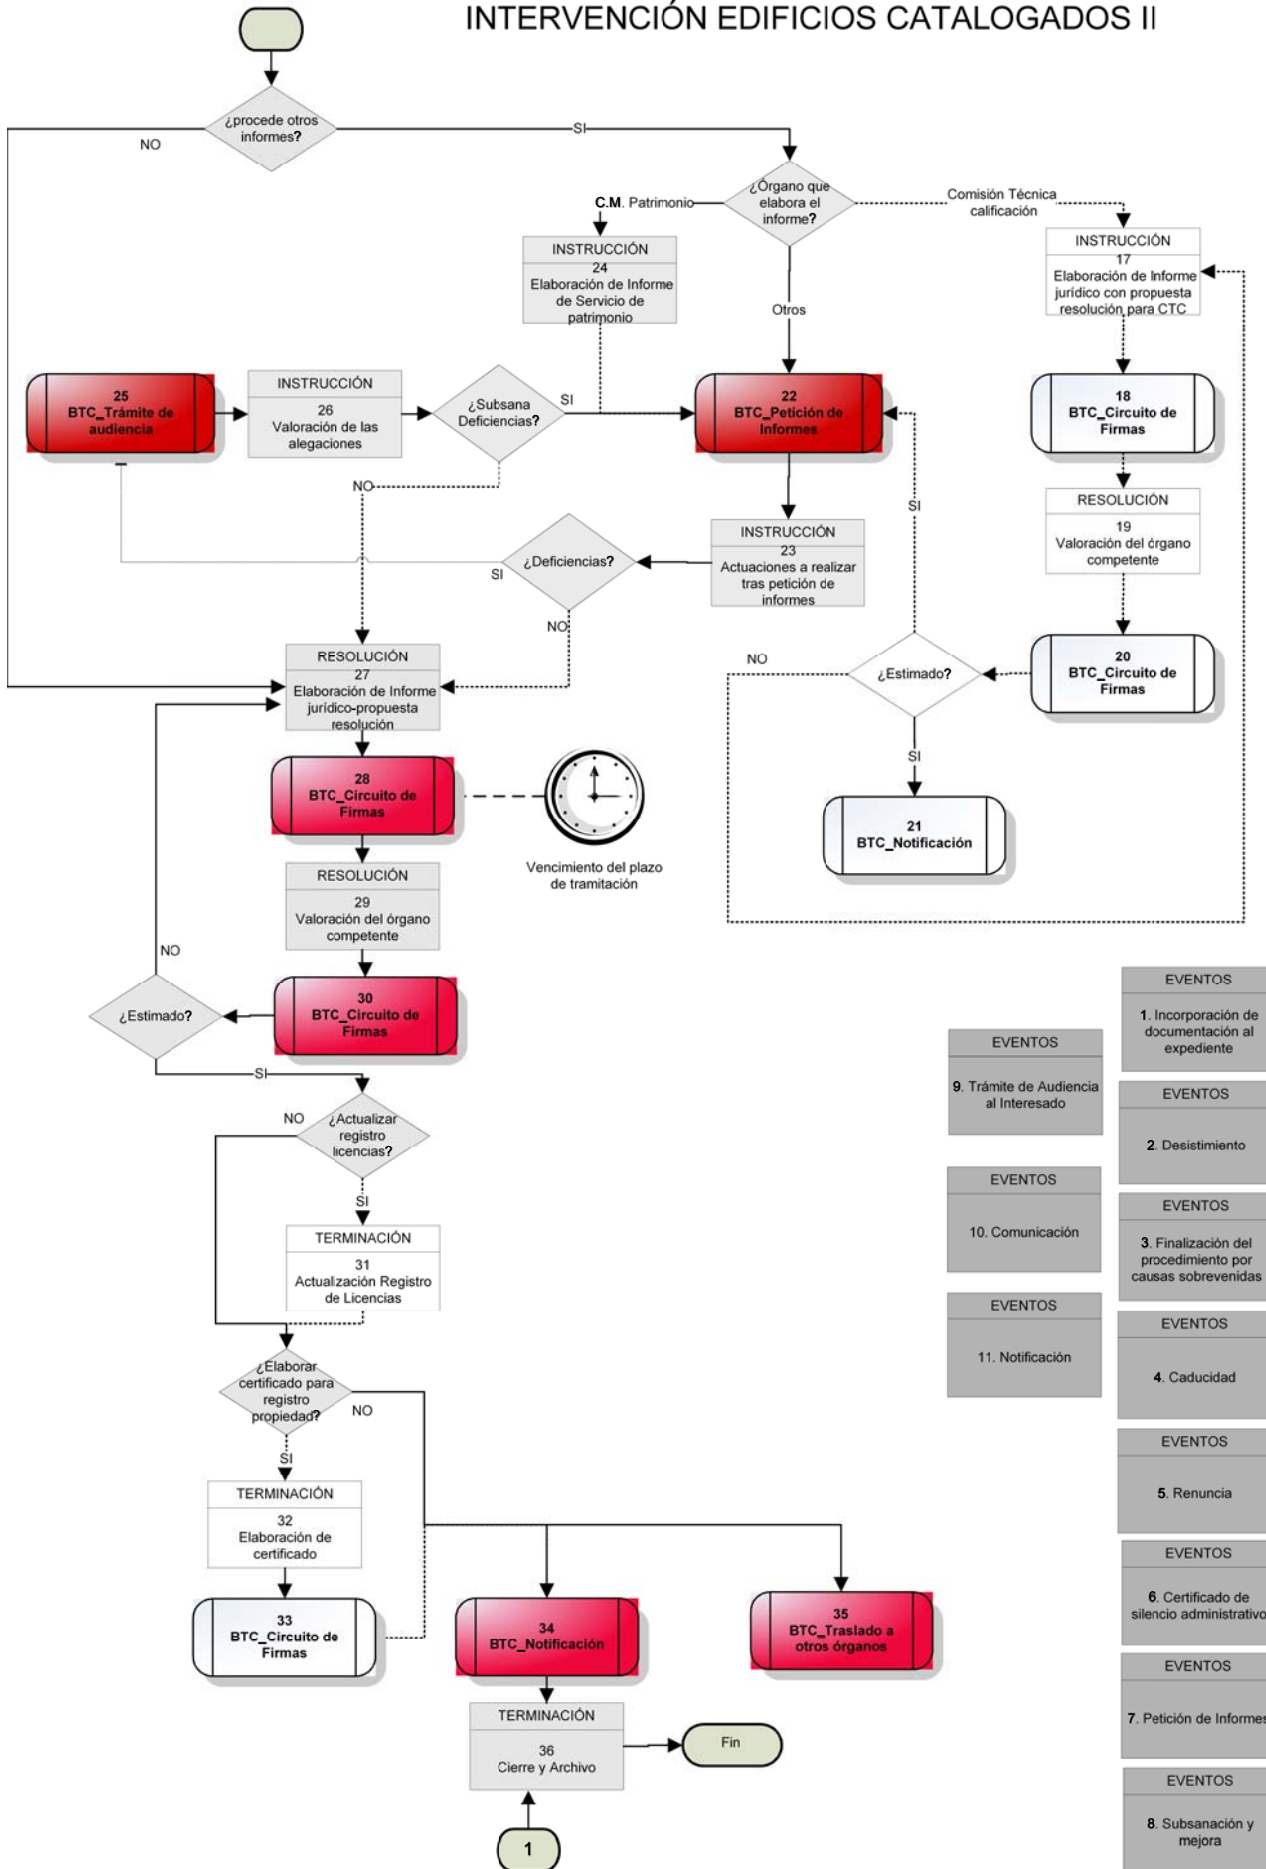 INTERVENCIÓN EDIFICIOS CATALOGADOS II
¿procede otros
informes?
NO
SI
¿Órgano que
elabora el
informe?
C.M. Patrimonio
Comisión Técnica
calificación
Otros
INSTRUCCIÓN
24
Elaboración de Informe
de Servicio de
patrimonio
INSTRUCCIÓN
17
Elaboración de Informe
jurídico con propuesta
resolución para CTC
25
BTC_Trámite de
audiencia
INSTRUCCIÓN
26
Valoración de las
alegaciones
¿Subsana
Deficiencias?
SI
NO
22
BTC_Petición de
Informes
18
BTC_Circuito de
Firmas
SI
RESOLUCIÓN
19
Valoración del órgano
competente
INSTRUCCIÓN
23
Actuaciones a realizar
tras petición de
informes
¿Deficiencias?
SI
NO
RESOLUCIÓN
27
Elaboración de Informe
jurídico-propuesta
resolución
20
BTC_Circuito de
Firmas
¿Estimado?
NO
SI
21
BTC_Notificación
28
BTC_Circuito de
Firmas
Vencimiento del plazo
de tramitación
RESOLUCIÓN
29
Valoración del órgano
competente
NO
30
BTC_Circuito de
Firmas
¿Estimado?
SI
¿Actualizar
registro
licencias?
NO
SI
TERMINACIÓN
31
Actualización Registro
de Licencias
¿Elaborar
certificado para
registro
propiedad?
NO
SI
TERMINACIÓN
32
Elaboración de
certificado
33
BTC_Circuito de
Firmas
34
BTC_Notificación
35
BTC_Traslado a
otros órganos
TERMINACIÓN
36
Cierre y Archivo
Fin
1
EVENTOS
1. Incorporación de
documentación al
expediente
EVENTOS
2. Desistimiento
EVENTOS
3. Finalización del
procedimiento por
causas sobrevenidas
EVENTOS
4. Caducidad
EVENTOS
5. Renuncia
EVENTOS
6. Certificado de
silencio administrativo
EVENTOS
7. Petición de Informes
EVENTOS
8. Subsanación y
mejora
EVENTOS
9. Trámite de Audiencia
al Interesado
EVENTOS
10. Comunicación
EVENTOS
11. Notificación